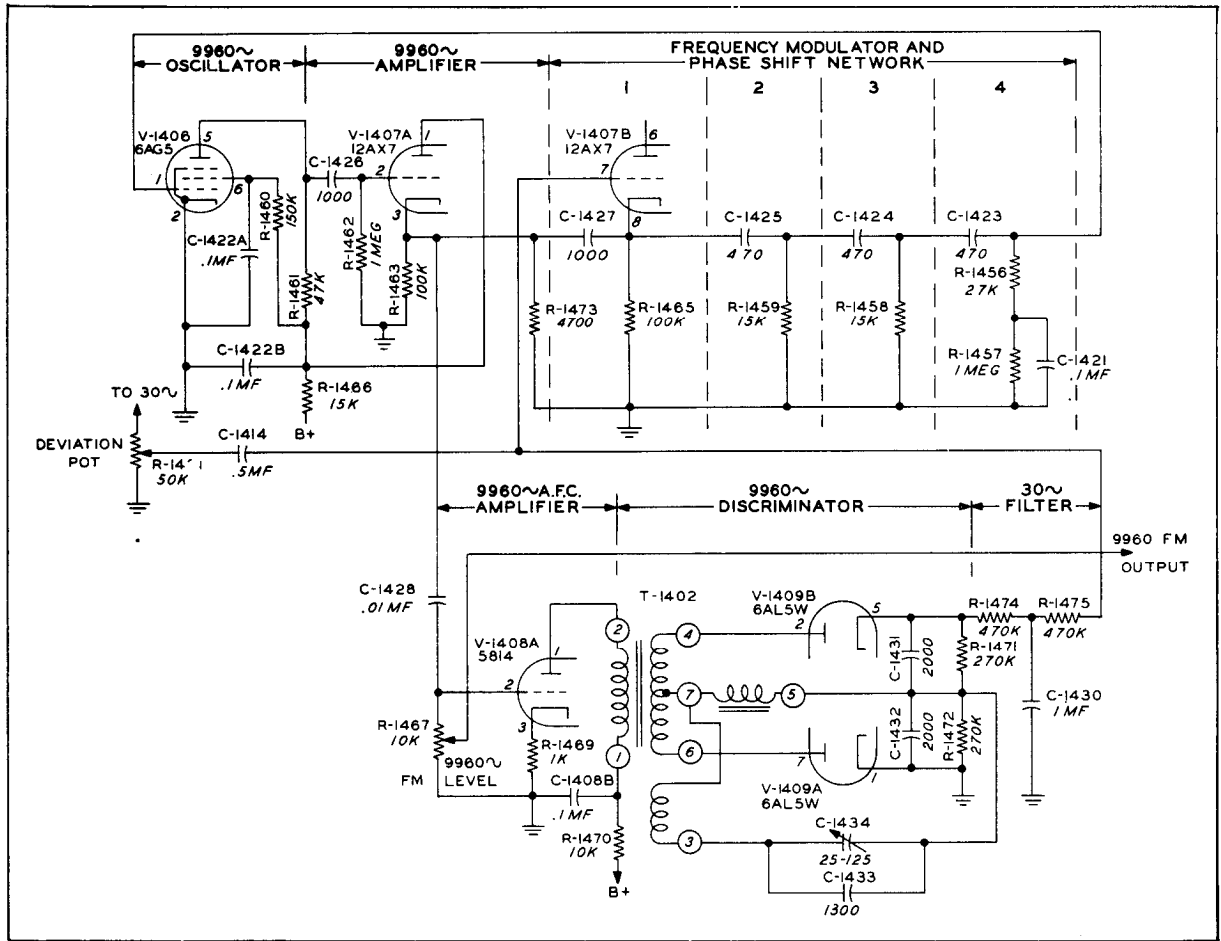 9960~
OSCILLATOR
9960~
AMPLIFIER
FREQUENCY MODULATOR AND
PHASE SHIFT NETWORK
1
2
3
4
V-1406
6AG5
5
1
6
2
R-1460
150K
C-1422A
.1MF
R-1461
47K
C-1422B
.1MF
R-1466
15K
B+
C-1426
1000
R-1462
1 MEG
V-1407A
12AX7
1
2
3
R-1463
100K
V-1407B
12AX7
6
7
8
C-1427
1000
R-1473
4700
R-1465
100K
C-1425
470
R-1459
15K
C-1424
470
R-1458
15K
C-1423
470
R-1456
27K
R-1457
1 MEG
C-1421
.1MF
TO 30~
DEVIATION
POT
50K
C-1414
.5MF
9960~A.F.C.
AMPLIFIER
9960~
DISCRIMINATOR
30~
FILTER
9960 FM
OUTPUT
C-1428
.01MF
V-1408A
5814
1
2
3
R-1467
10K
FM
9960~
LEVEL
R-1469
1K
C-1408B
.1MF
R-1470
10K
B+
T-1402
2
1
4
7
5
6
3
V-1409B
6AL5W
2
5
V-1409A
6AL5W
7
1
C-1431
2000
C-1432
2000
R-1471
270K
R-1472
270K
R-1474
470K
R-1475
470K
C-1430
1MF
C-1434
25-125
C-1433
1300